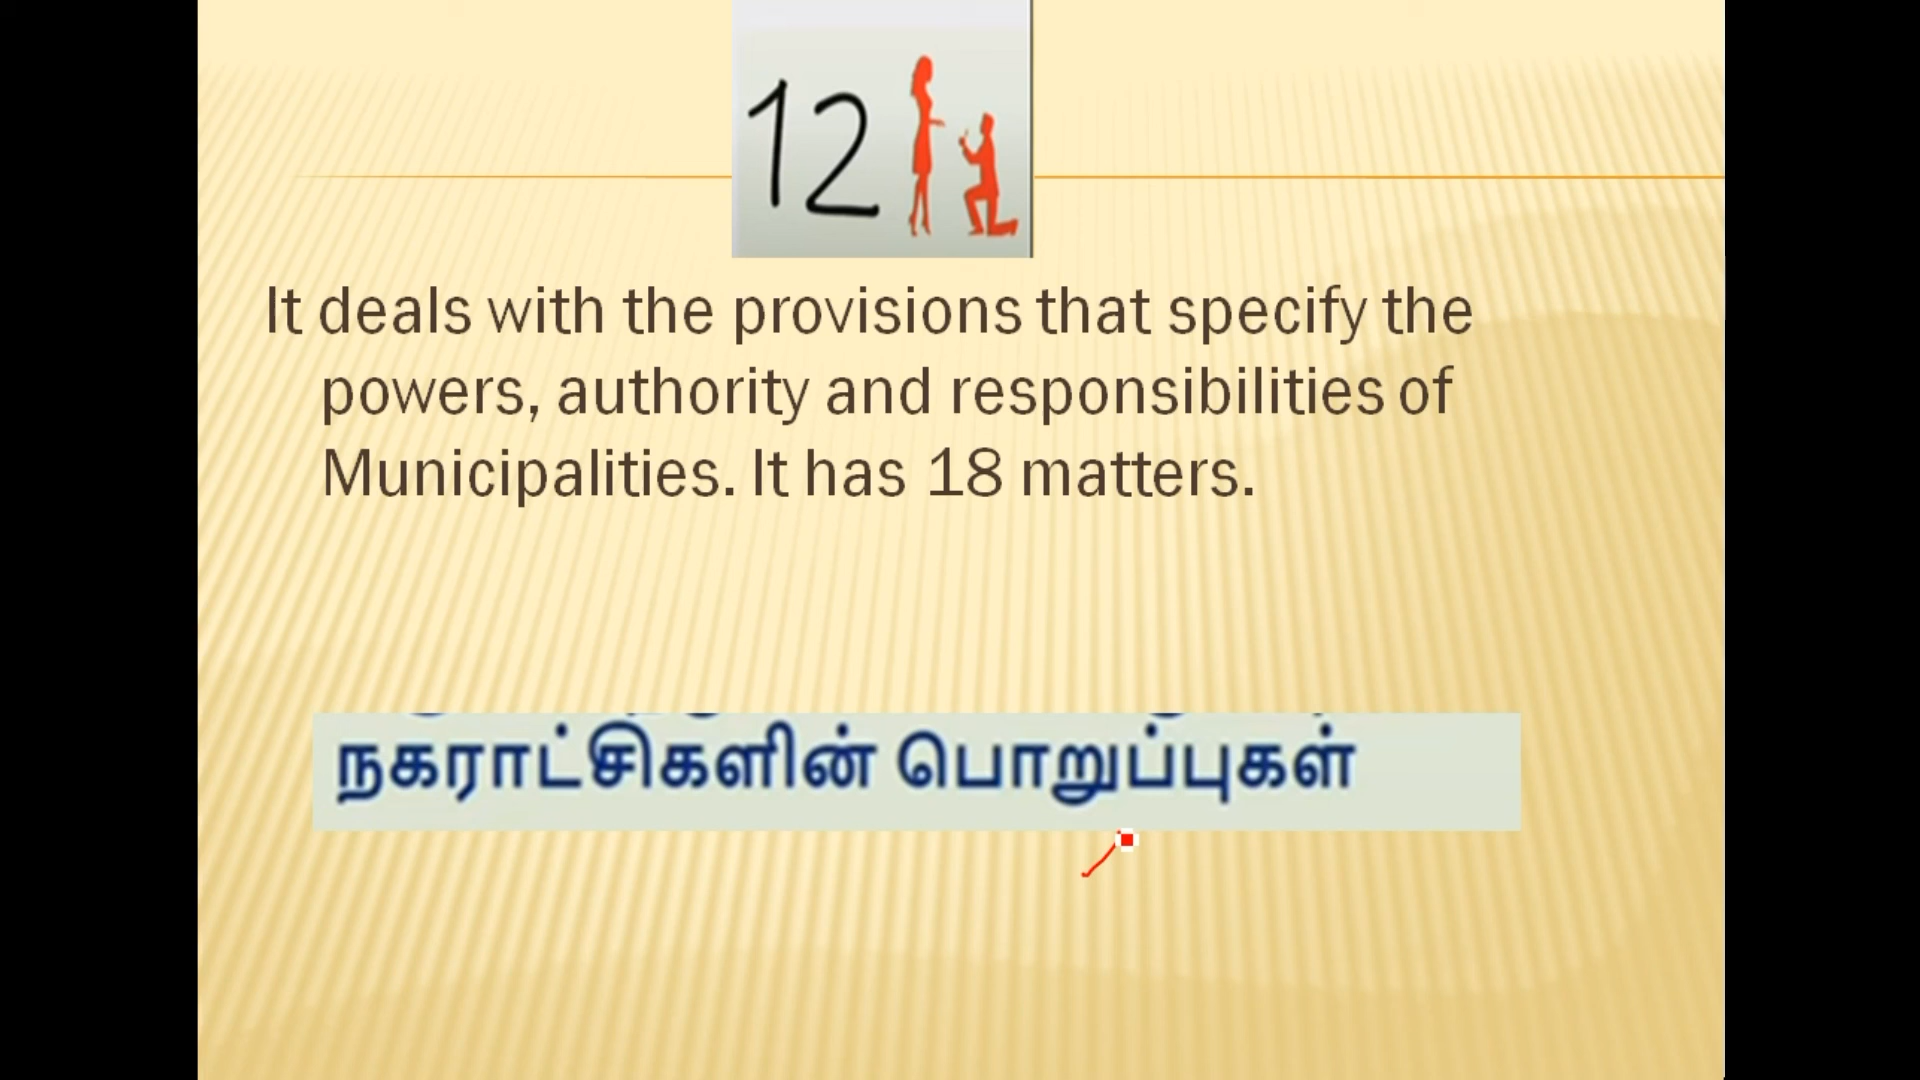 12
It deals with the provisions that specify the
powers, authority and responsibilities of
Municipalities. It has 18 matters.
நகராட்சிகளின் பொறுப்புகள்